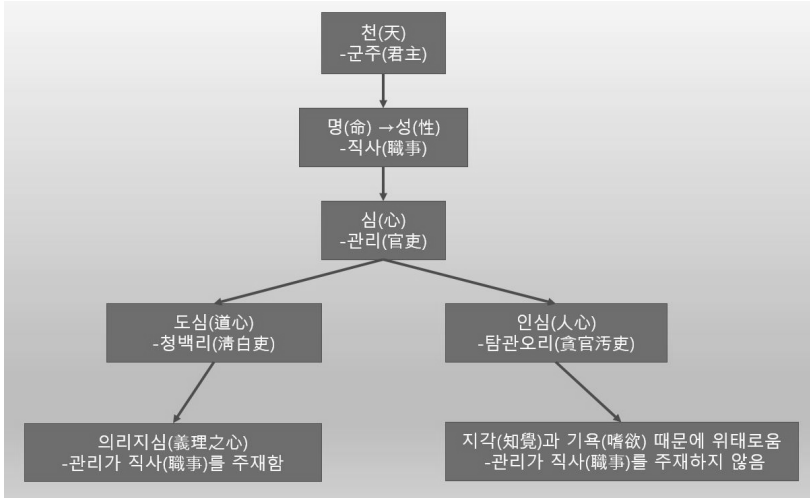 천(天)
-군주(君主)
명(命) →성(性)
-직사(職事)
심(心)
-관리(官吏)
도심(道心)
-청백리(淸白吏)
인심(人心)
-탐관오리(貪官汚吏)
의리지심(義理之心)
-관리가 직사(職事)를 주재함
지각(知覺)과 기욕(嗜欲) 때문에 위태로움
-관리가 직사(職事)를 주재하지 않음